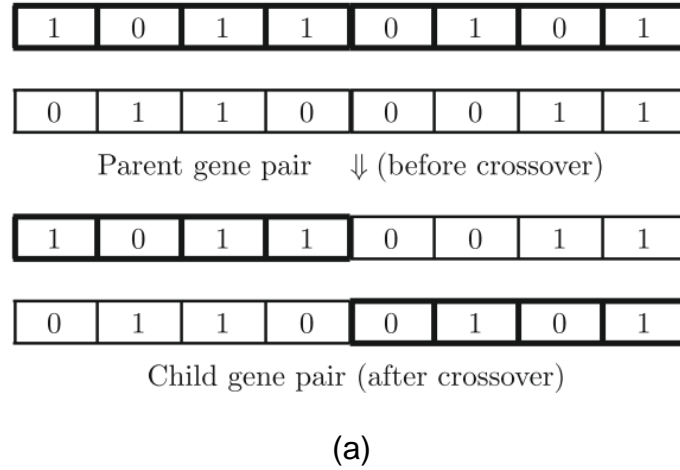 1 0 1 1 0 1 0 1
0 1 1 0 0 0 1 1
Parent gene pair ⇓ (before crossover)
1 0 1 1 0 0 1 1
0 1 1 0 0 1 0 1
Child gene pair (after crossover)
(a)